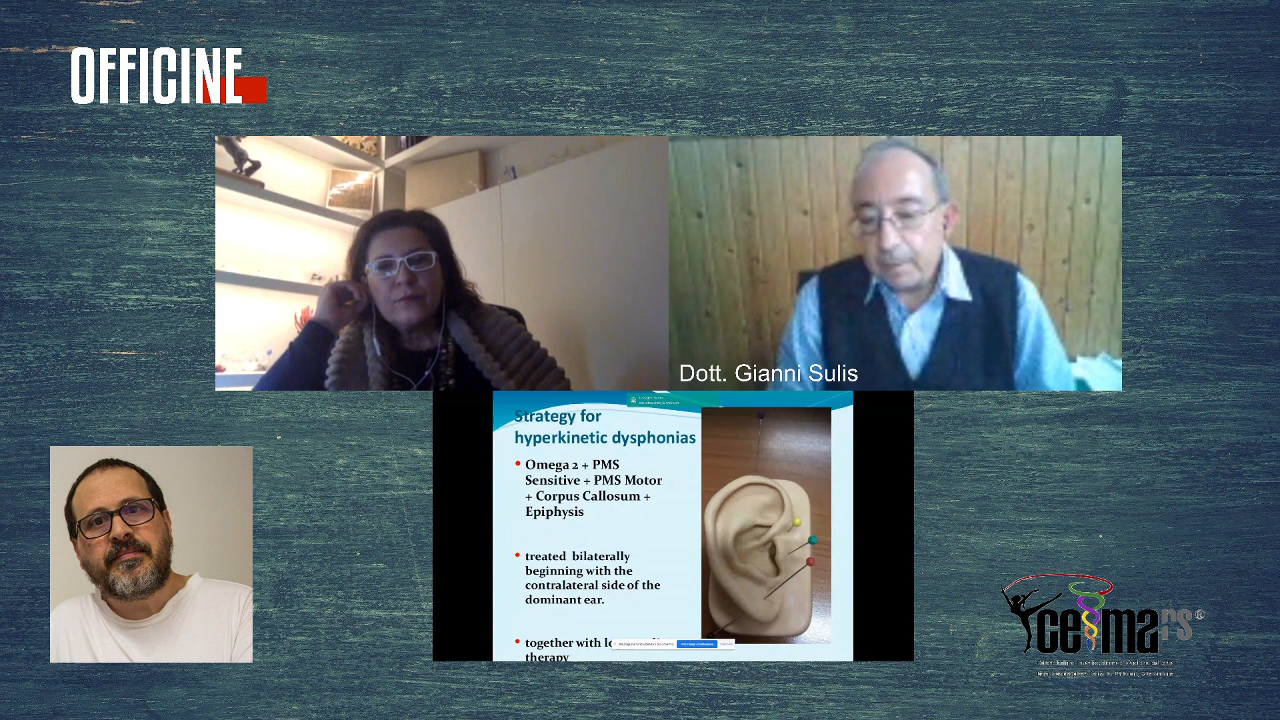 OFFICINE
Dott. Gianni Sulis
Strategy for
hyperkinetic dysphonias
• Omega 2 + PMS
Sensitive + PMS Motor
+ Corpus Callosum +
Epiphysis
• treated bilaterally
beginning with the
contralateral side of the
dominant ear.
• together with
therapy
ceimars®